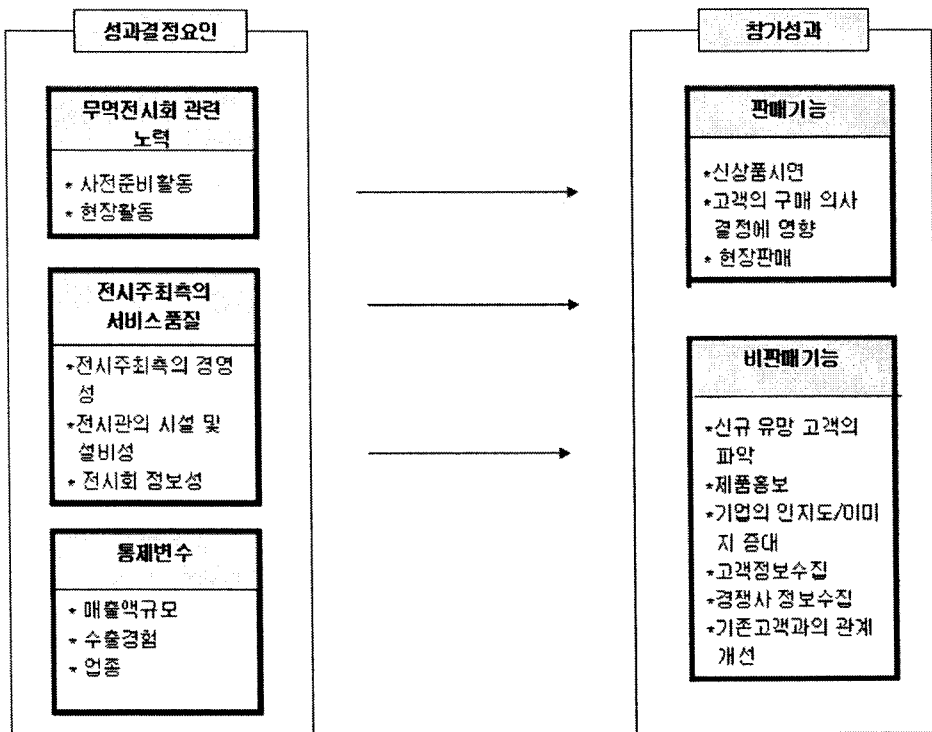 성과결정요인
무역전시회 관련
노력
* 사전준비활동
* 현장활동
전시주최측의
서비스품질
*전시주최측의 경영
성
*전시관의 시설 및
설비성
* 전시회 정보성
통제변수
* 매출액규모
* 수출경험
* 업종
참가성과
판매기능
*신상품시연
*고객의 구매 의사
결정에 영향
* 현장판매
비판매기능
*신규 유망 고객의
파악
*제품홍보
*기업의 인지도/이미
지 증대
*고객정보수집
*경쟁사 정보수집
*기존고객과의 관계
개선